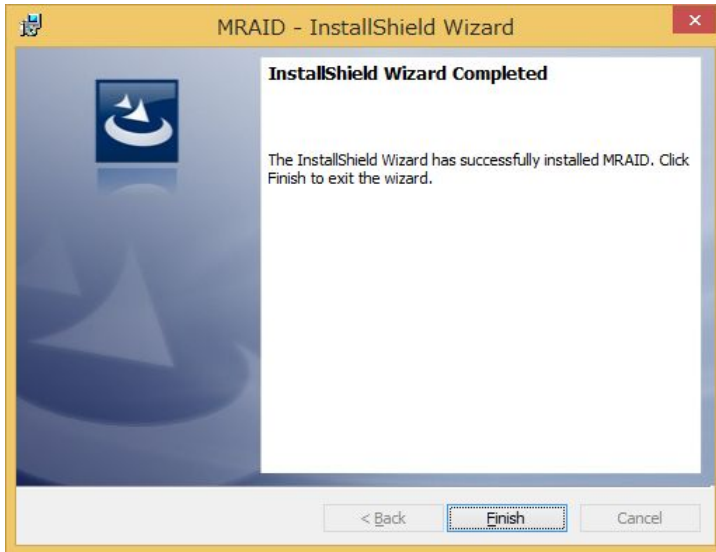 MRAID - InstallShield Wizard
InstallShield Wizard Completed
The InstallShield Wizard has successfully installed MRAID. Click
Finish to exit the wizard.
< Back Finish Cancel